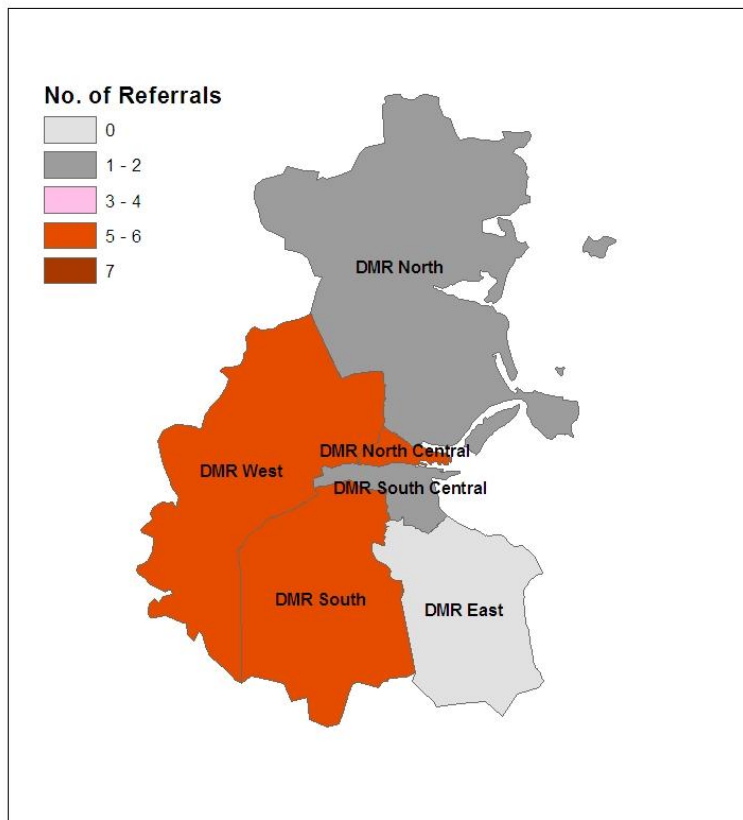 No. of Referrals
0
1 - 2
3 - 4
5 - 6
7
DMR North
DMR North Central
DMR West
DMR South Central
DMR South
DMR East